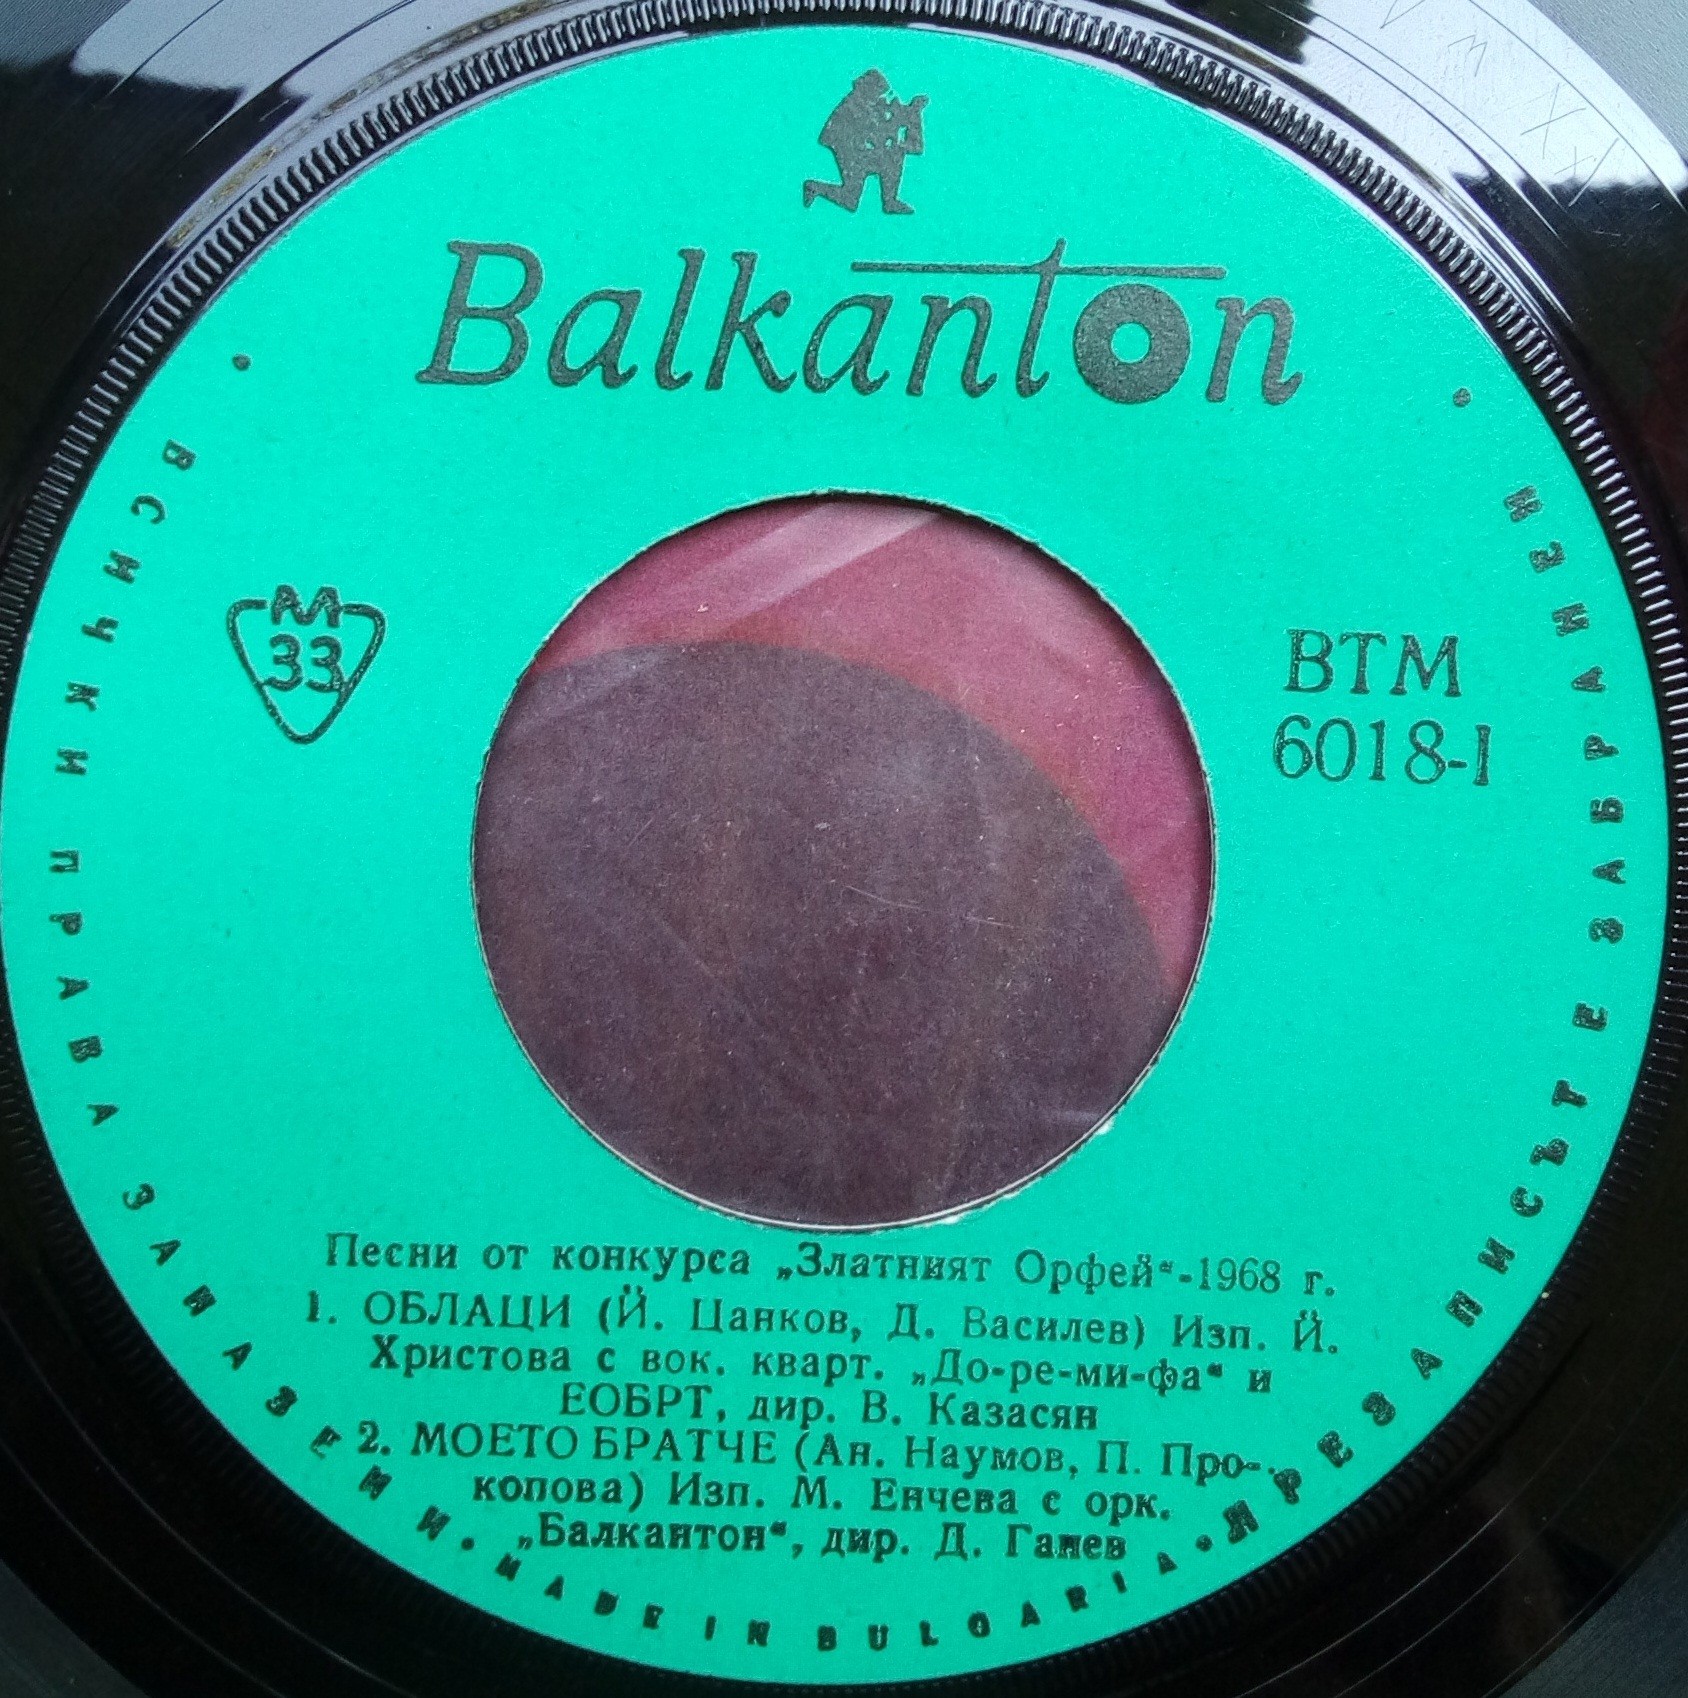 Balkanton
M
33
ВТМ
6018-I
Песни от конкурса „Златният Орфей“-1968 г.
1. ОБЛАЦИ (Й. Цанков, Д. Василев) Изп. Й.
Христова с вок. кварт. „До-ре-ми-фа“ и
ЕОБРТ, дир. В. Казасян
2. МОЕТО БРАТЧЕ (Ан. Наумов, П. Про-
копова) Изп. М. Енчева с орк.
„Балкантон“, дир. Д. Ганев
• ВСИЧКИ ПРАВА ЗАПАЗЕНИ • MADE IN BULGARIA • ПРЕЗАПИСЪТ Е ЗАБРАНЕН •